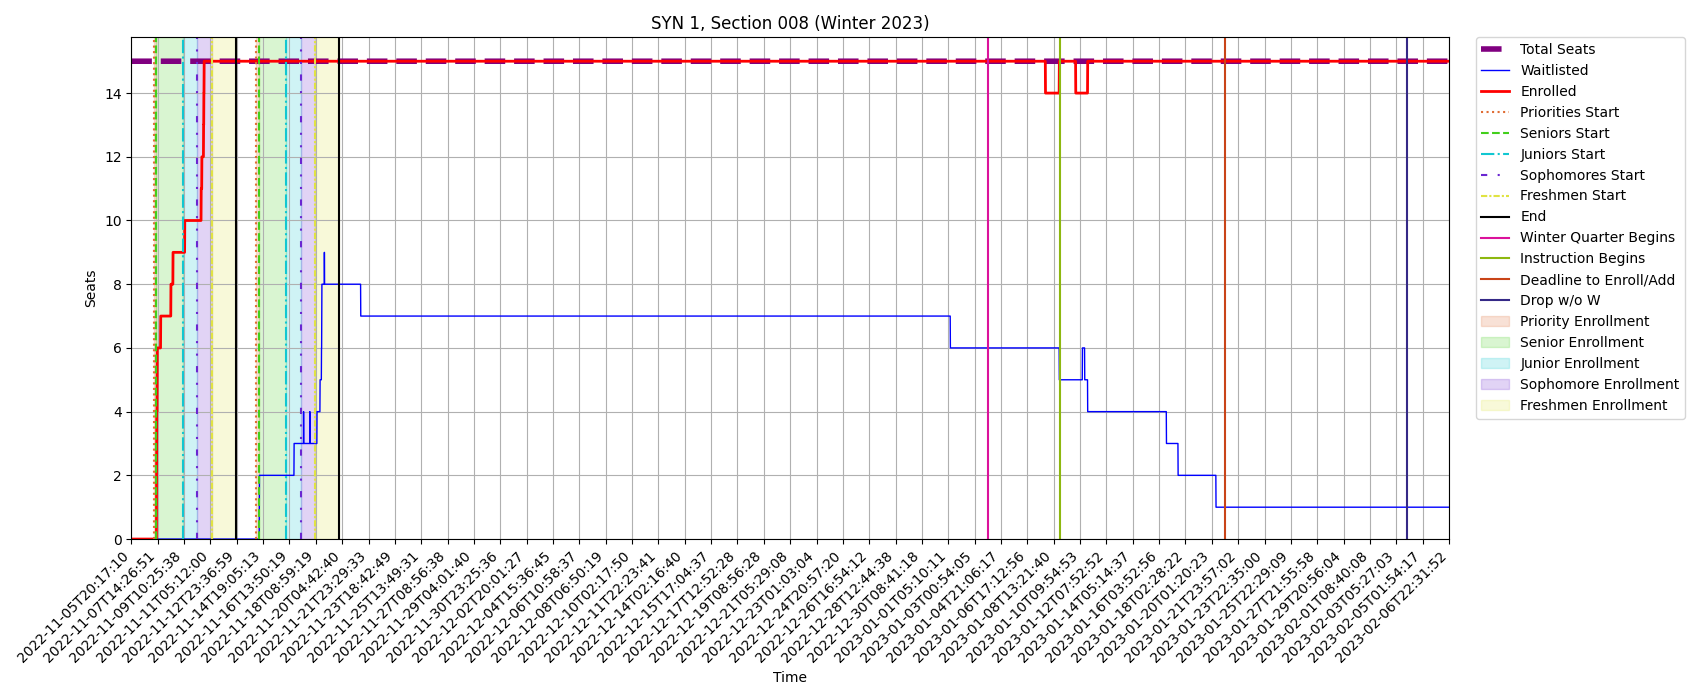 SYN 1, Section 008 (Winter 2023)
Seats
14
12
10
8
6
4
2
0
2022-11-05T20:17:10
2022-11-07T14:26:51
2022-11-09T10:25:38
2022-11-11T05:12:00
2022-11-12T23:36:59
2022-11-14T19:05:13
2022-11-16T13:50:19
2022-11-18T08:59:19
2022-11-20T04:42:40
2022-11-21T23:29:33
2022-11-23T18:42:49
2022-11-25T13:49:31
2022-11-27T08:56:38
2022-11-29T04:01:40
2022-11-30T23:25:36
2022-12-02T20:01:27
2022-12-04T15:36:45
2022-12-06T10:58:37
2022-12-08T06:50:19
2022-12-10T02:17:50
2022-12-11T22:23:41
2022-12-14T02:16:40
2022-12-15T17:04:37
2022-12-17T12:52:28
2022-12-19T08:56:28
2022-12-21T05:29:08
2022-12-23T01:03:04
2022-12-24T20:57:20
2022-12-26T16:54:12
2022-12-28T12:44:38
2022-12-30T08:41:18
2023-01-01T05:10:11
2023-01-03T00:54:05
2023-01-04T21:06:17
2023-01-06T17:12:56
2023-01-08T13:21:40
2023-01-10T09:54:53
2023-01-12T07:52:52
2023-01-14T05:14:37
2023-01-16T03:52:56
2023-01-18T02:28:22
2023-01-20T01:20:23
2023-01-21T23:57:02
2023-01-23T22:35:00
2023-01-25T22:29:09
2023-01-27T21:55:58
2023-01-29T20:56:04
2023-02-01T08:40:08
2023-02-03T05:27:03
2023-02-05T01:54:17
2023-02-06T22:31:52
Time
Total Seats
Waitlisted
Enrolled
Priorities Start
Seniors Start
Juniors Start
Sophomores Start
Freshmen Start
End
Winter Quarter Begins
Instruction Begins
Deadline to Enroll/Add
Drop w/o W
Priority Enrollment
Senior Enrollment
Junior Enrollment
Sophomore Enrollment
Freshmen Enrollment